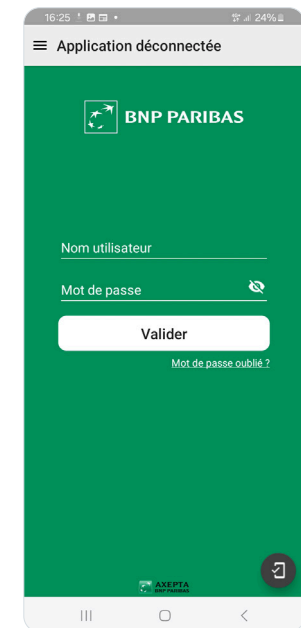 16:25
24%
Application déconnectée
BNP PARIBAS
Nom utilisateur
Mot de passe
Valider
Mot de passe oublié ?
AXEPTA
BNP PARIBAS